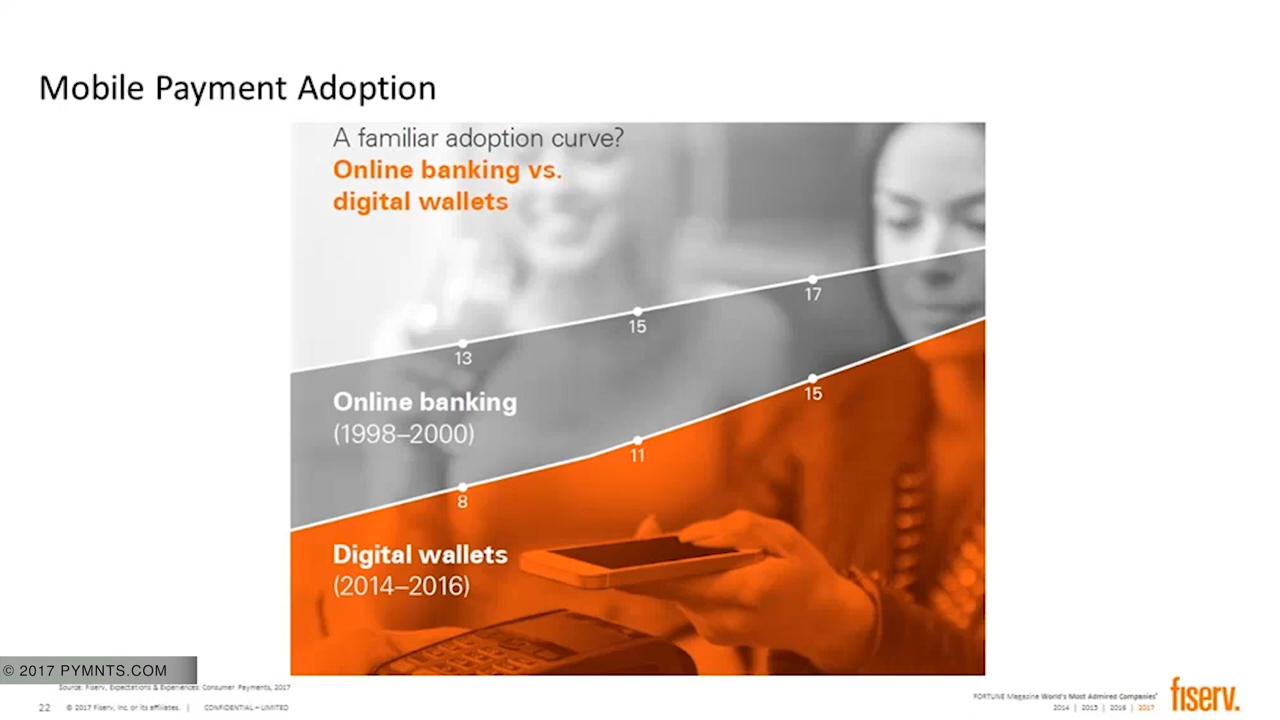 Mobile Payment Adoption
A familiar adoption curve?
Online banking vs.
digital wallets
17
15
13
Online banking
(1998–2000)
15
11
8
Digital wallets
(2014–2016)
© 2017 PYMNTS.COM
Source: Fiserv, Expectations & Experiences: Consumer Payments, 2017
22 © 2017 Fiserv, Inc. or its affiliates. | CONFIDENTIAL – LIMITED
FORTUNE Magazine World's Most Admired Companies®
2014 | 2015 | 2016 | 2017
fiserv.